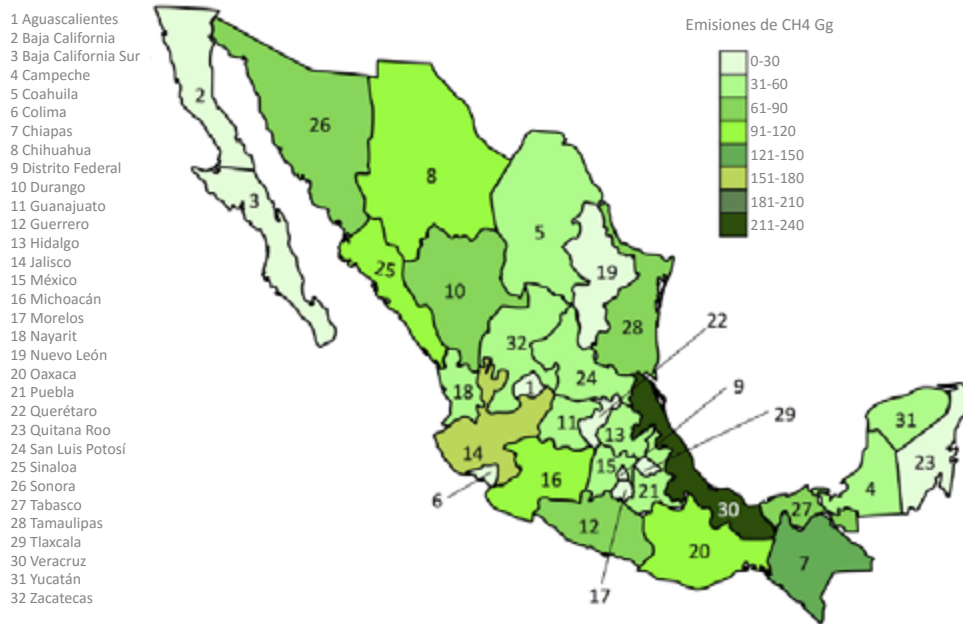 1 Aguascalientes
2 Baja California
3 Baja California Sur
4 Campeche
5 Coahuila
6 Colima
7 Chiapas
8 Chihuahua
9 Distrito Federal
10 Durango
11 Guanajuato
12 Guerrero
13 Hidalgo
14 Jalisco
15 México
16 Michoacán
17 Morelos
18 Nayarit
19 Nuevo León
20 Oaxaca
21 Puebla
22 Querétaro
23 Quitana Roo
24 San Luis Potosí
25 Sinaloa
26 Sonora
27 Tabasco
28 Tamaulipas
29 Tlaxcala
30 Veracruz
31 Yucatán
32 Zacatecas
Emisiones de CH4 Gg
0-30
31-60
61-90
91-120
121-150
151-180
181-210
211-240
2
26
8
3
5
25
19
10
28
22
32
24
18
1
9
29
11
13
31
14
15
23
2
6
16
21
4
30
27
12
20
7
17